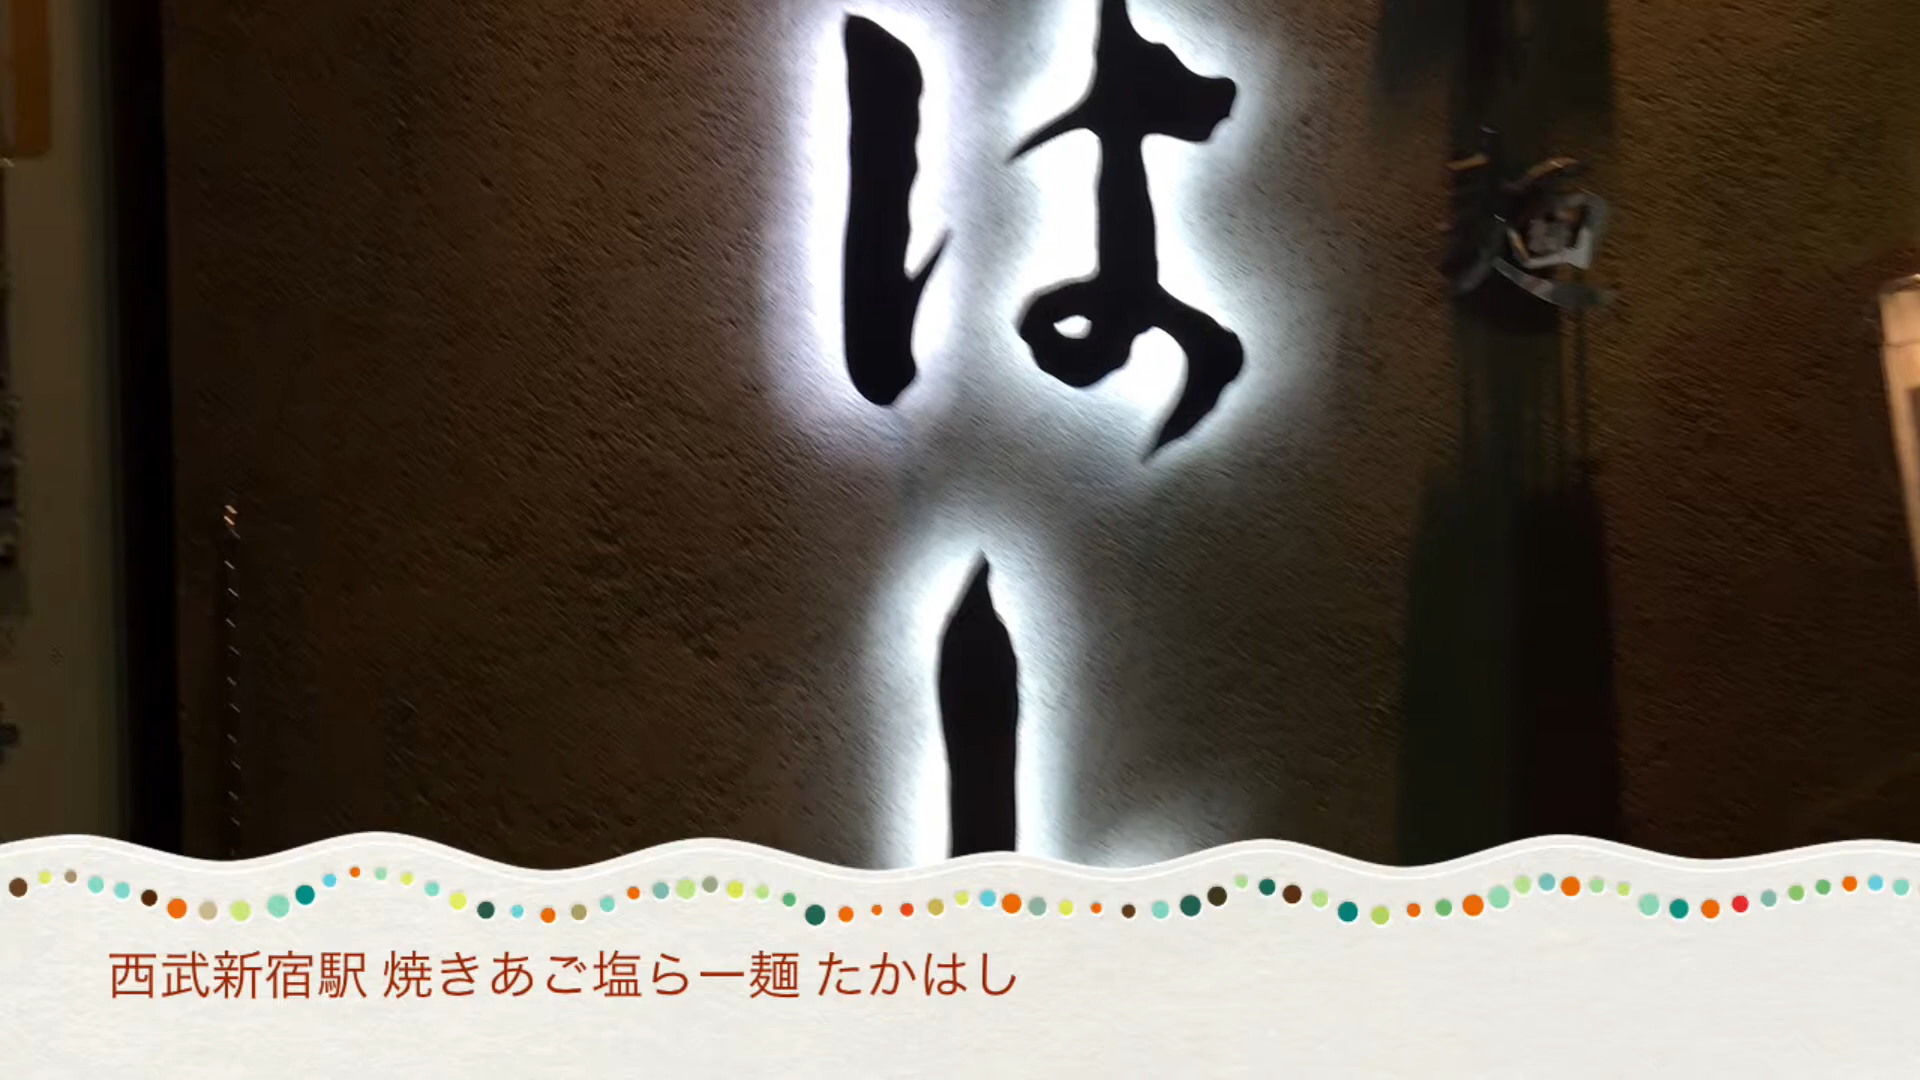 は
し
西武新宿駅 焼きあご塩らー麺 たかはし